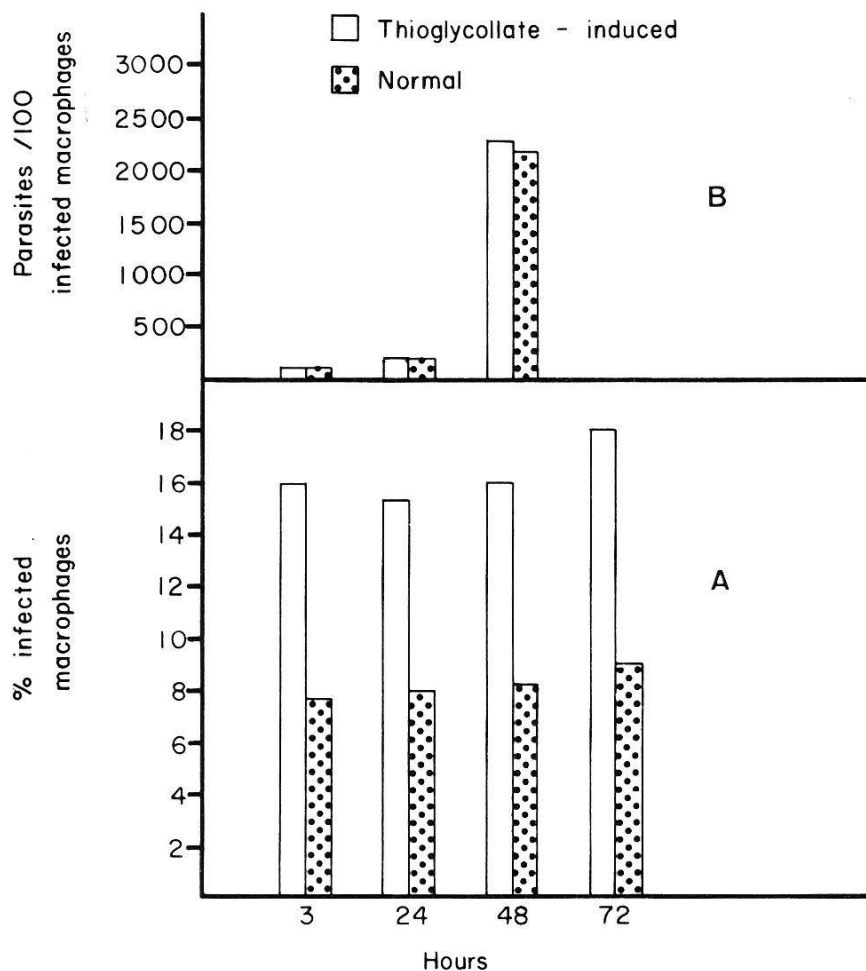 Thioglycollate - induced
Normal
Parasites /100
infected macrophages
3000
2500
2000
1500
1000
500
B
% infected
macrophages
18
16
14
12
10
8
6
4
2
A
3 24 48 72
Hours